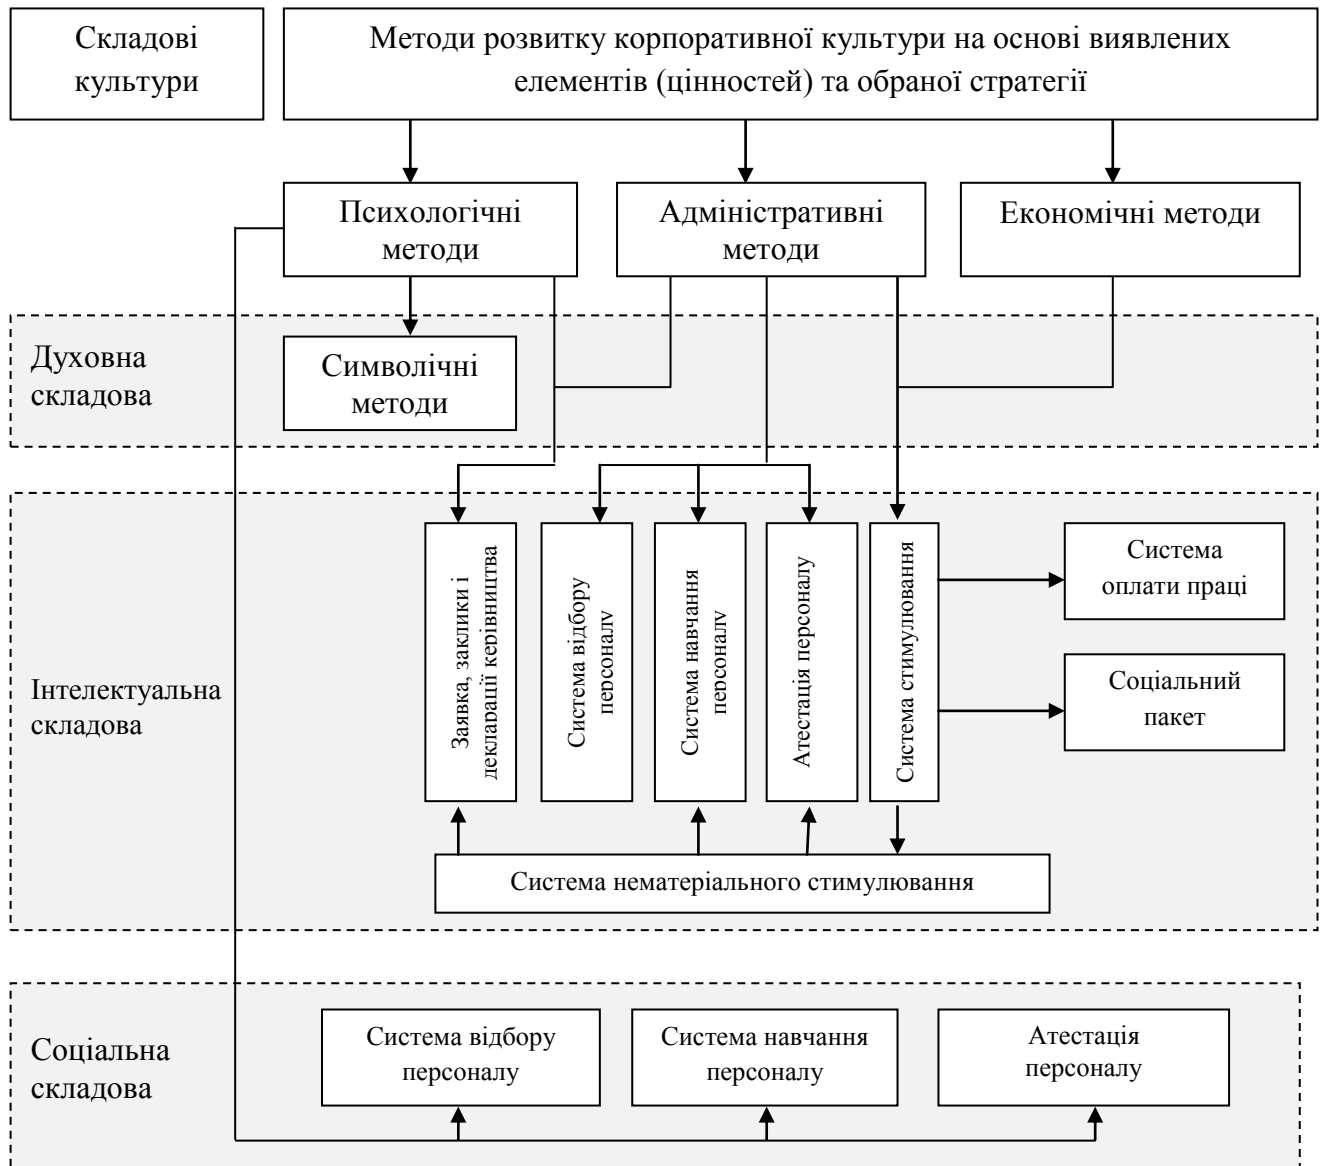 Складові
культури
Методи розвитку корпоративної культури на основі виявлених
елементів (цінностей) та обраної стратегії
Психологічні
методи
Адміністративні
методи
Економічні методи
Духовна
складова
Символічні
методи
Інтелектуальна
складова
Заявка, заклики і
декларації керівництва
Система відбору
персоналу
Система навчання
персоналу
Атестація персоналу
Система стимулювання
Система
оплати праці
Соціальний
пакет
Система нематеріального стимулювання
Соціальна
складова
Система відбору
персоналу
Система навчання
персоналу
Атестація
персоналу